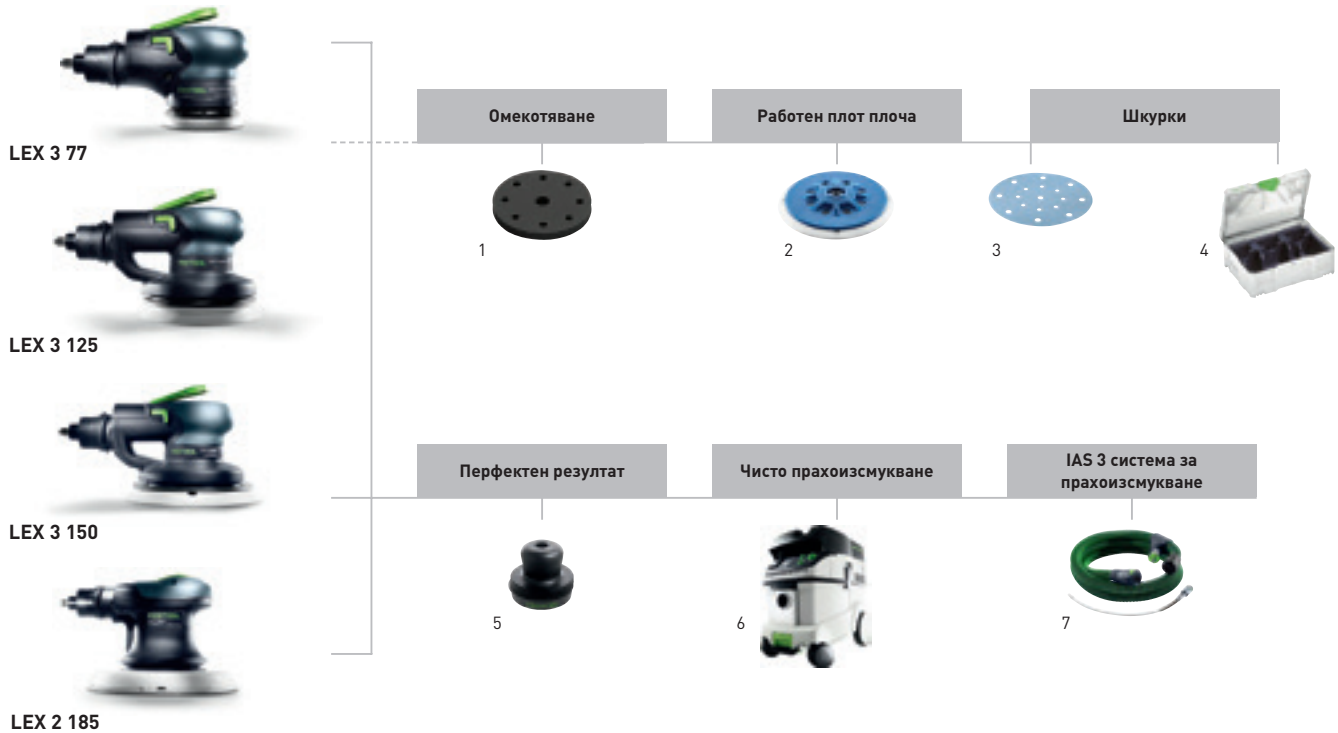 LEX 3 77
LEX 3 125
LEX 3 150
LEX 2 185
Омекотяване
Работен плот плоча
Шкурки
1
2
3
4
Перфектен резултат
Чисто прахоизсмукване
IAS 3 система за
прахоизсмукване
5
6
7